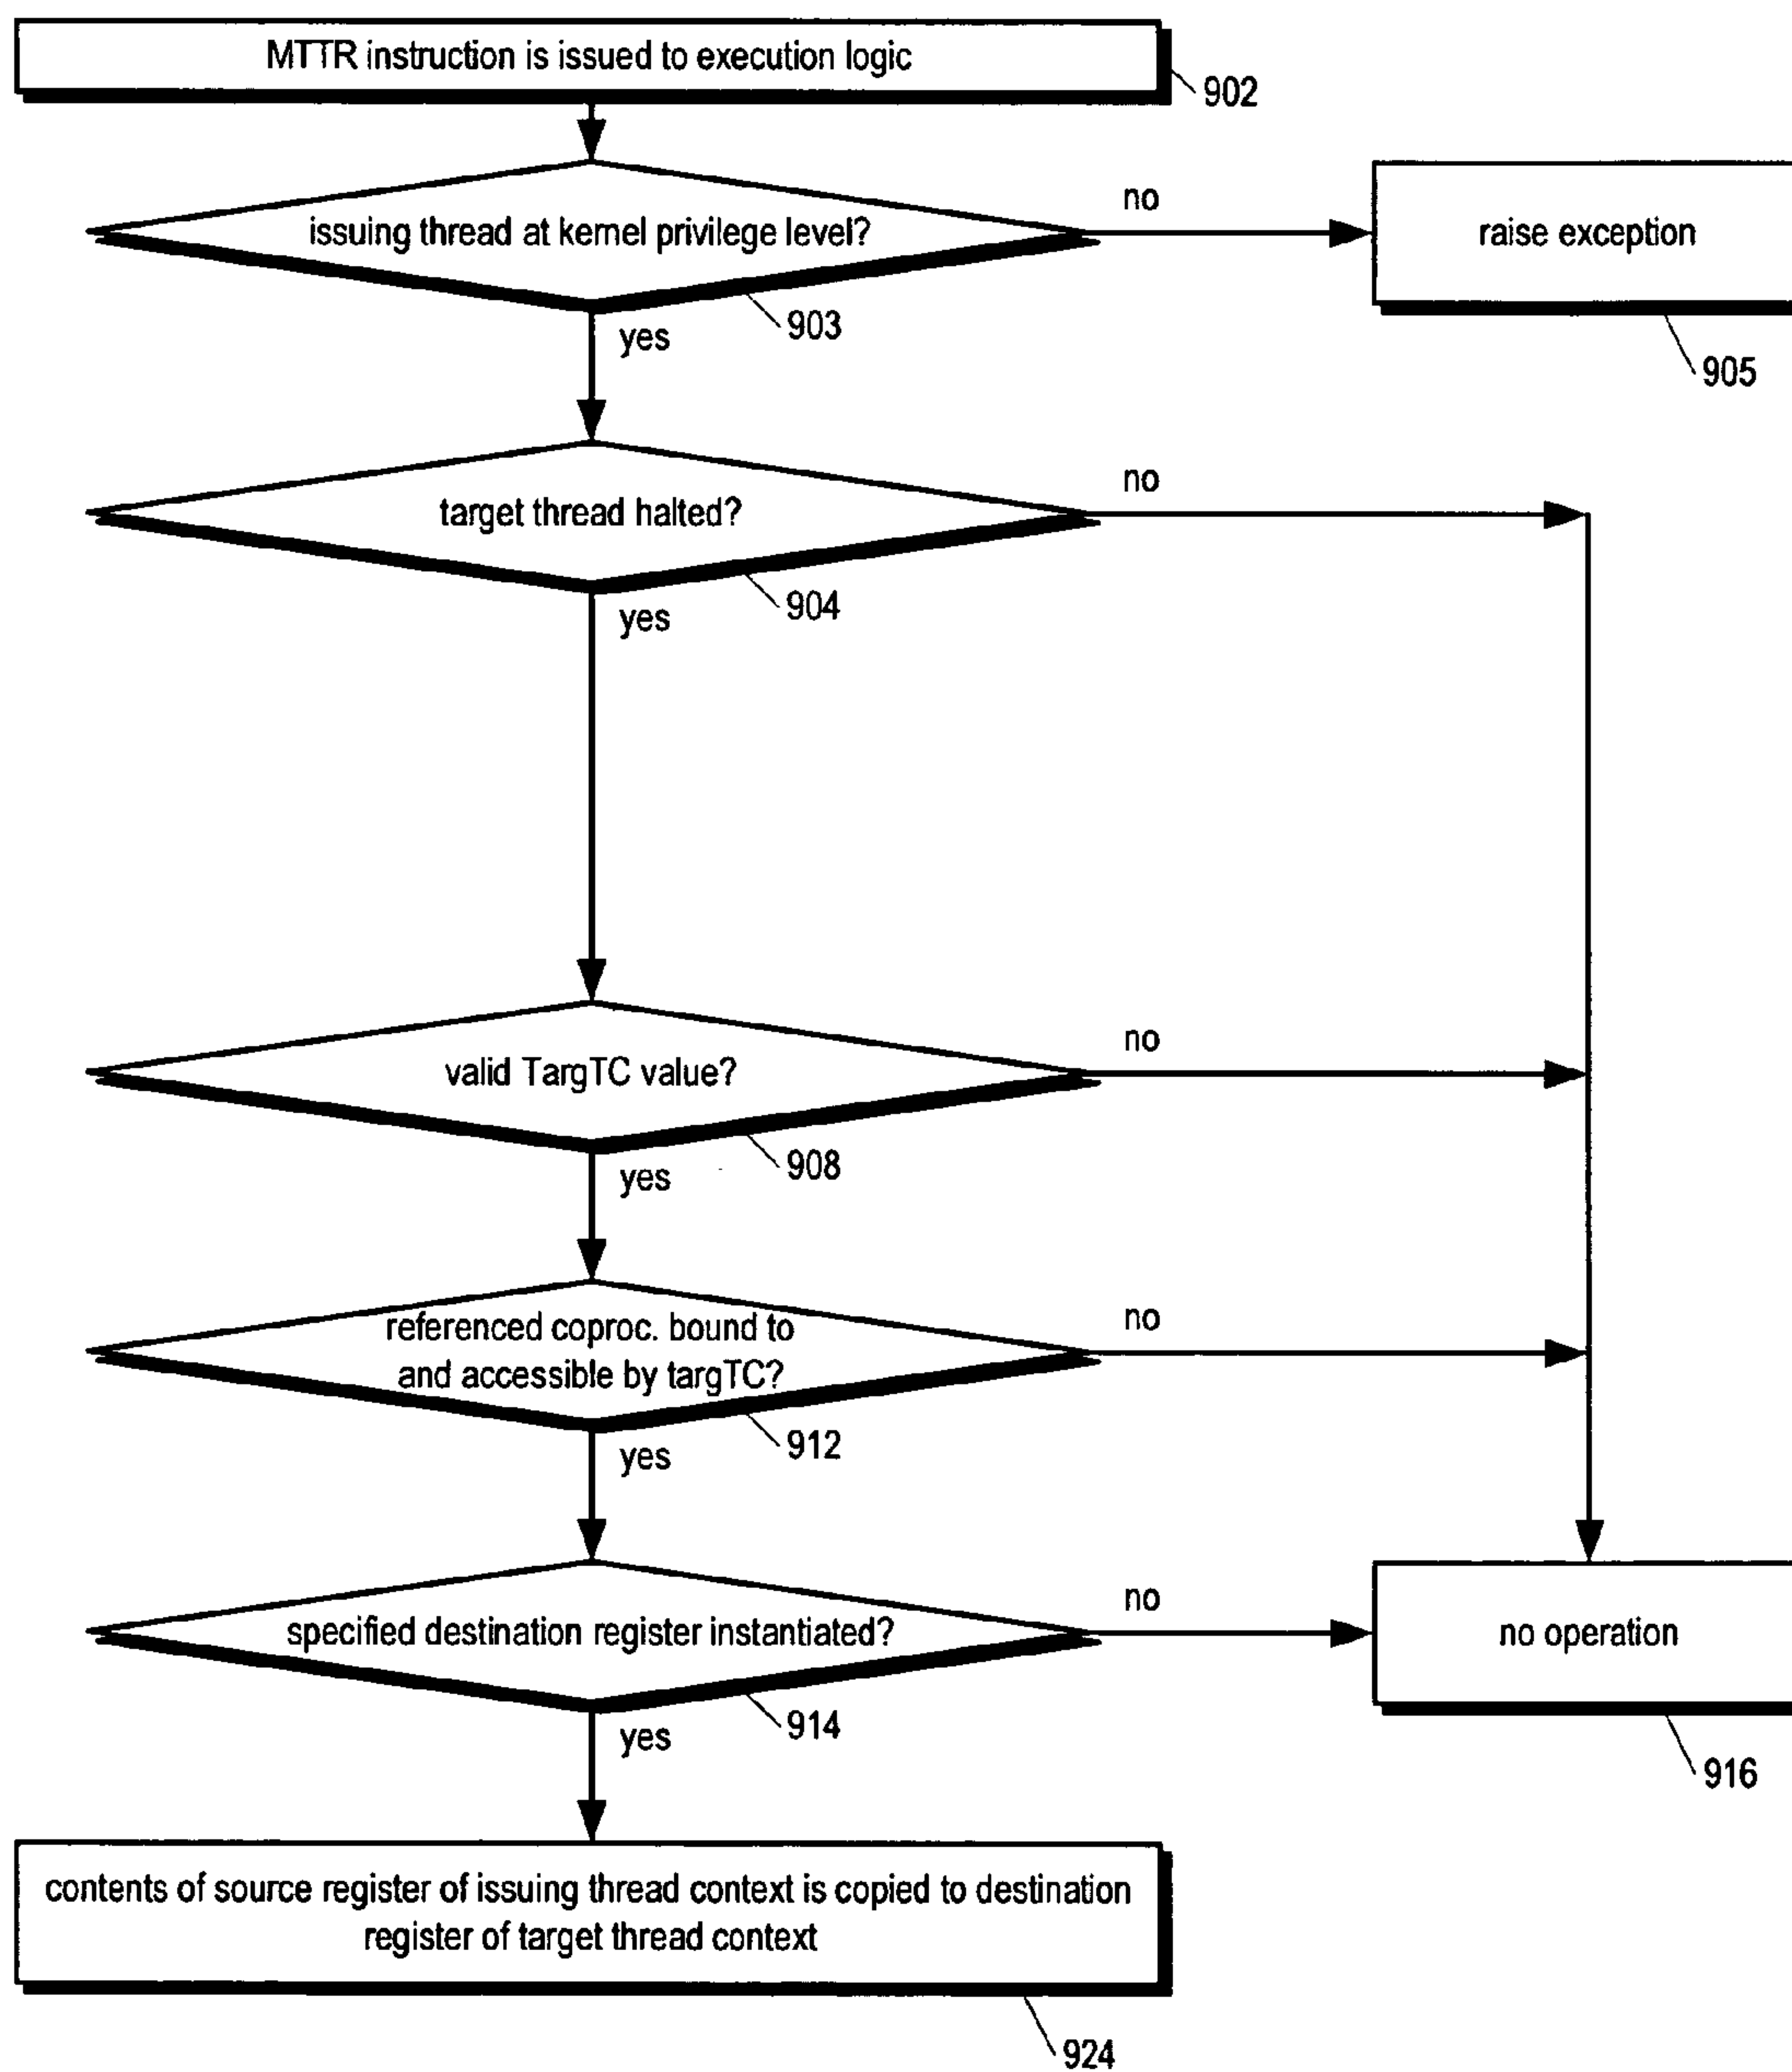 MTTR instruction is issued to execution logic
902
issuing thread at kernel privilege level?
no
raise exception
903
yes
905
target thread halted?
no
904
yes
valid TargTC value?
no
908
yes
referenced coproc. bound to
and accessible by targTC?
no
912
yes
specified destination register instantiated?
no
no operation
914
yes
916
contents of source register of issuing thread context is copied to destination
register of target thread context
924